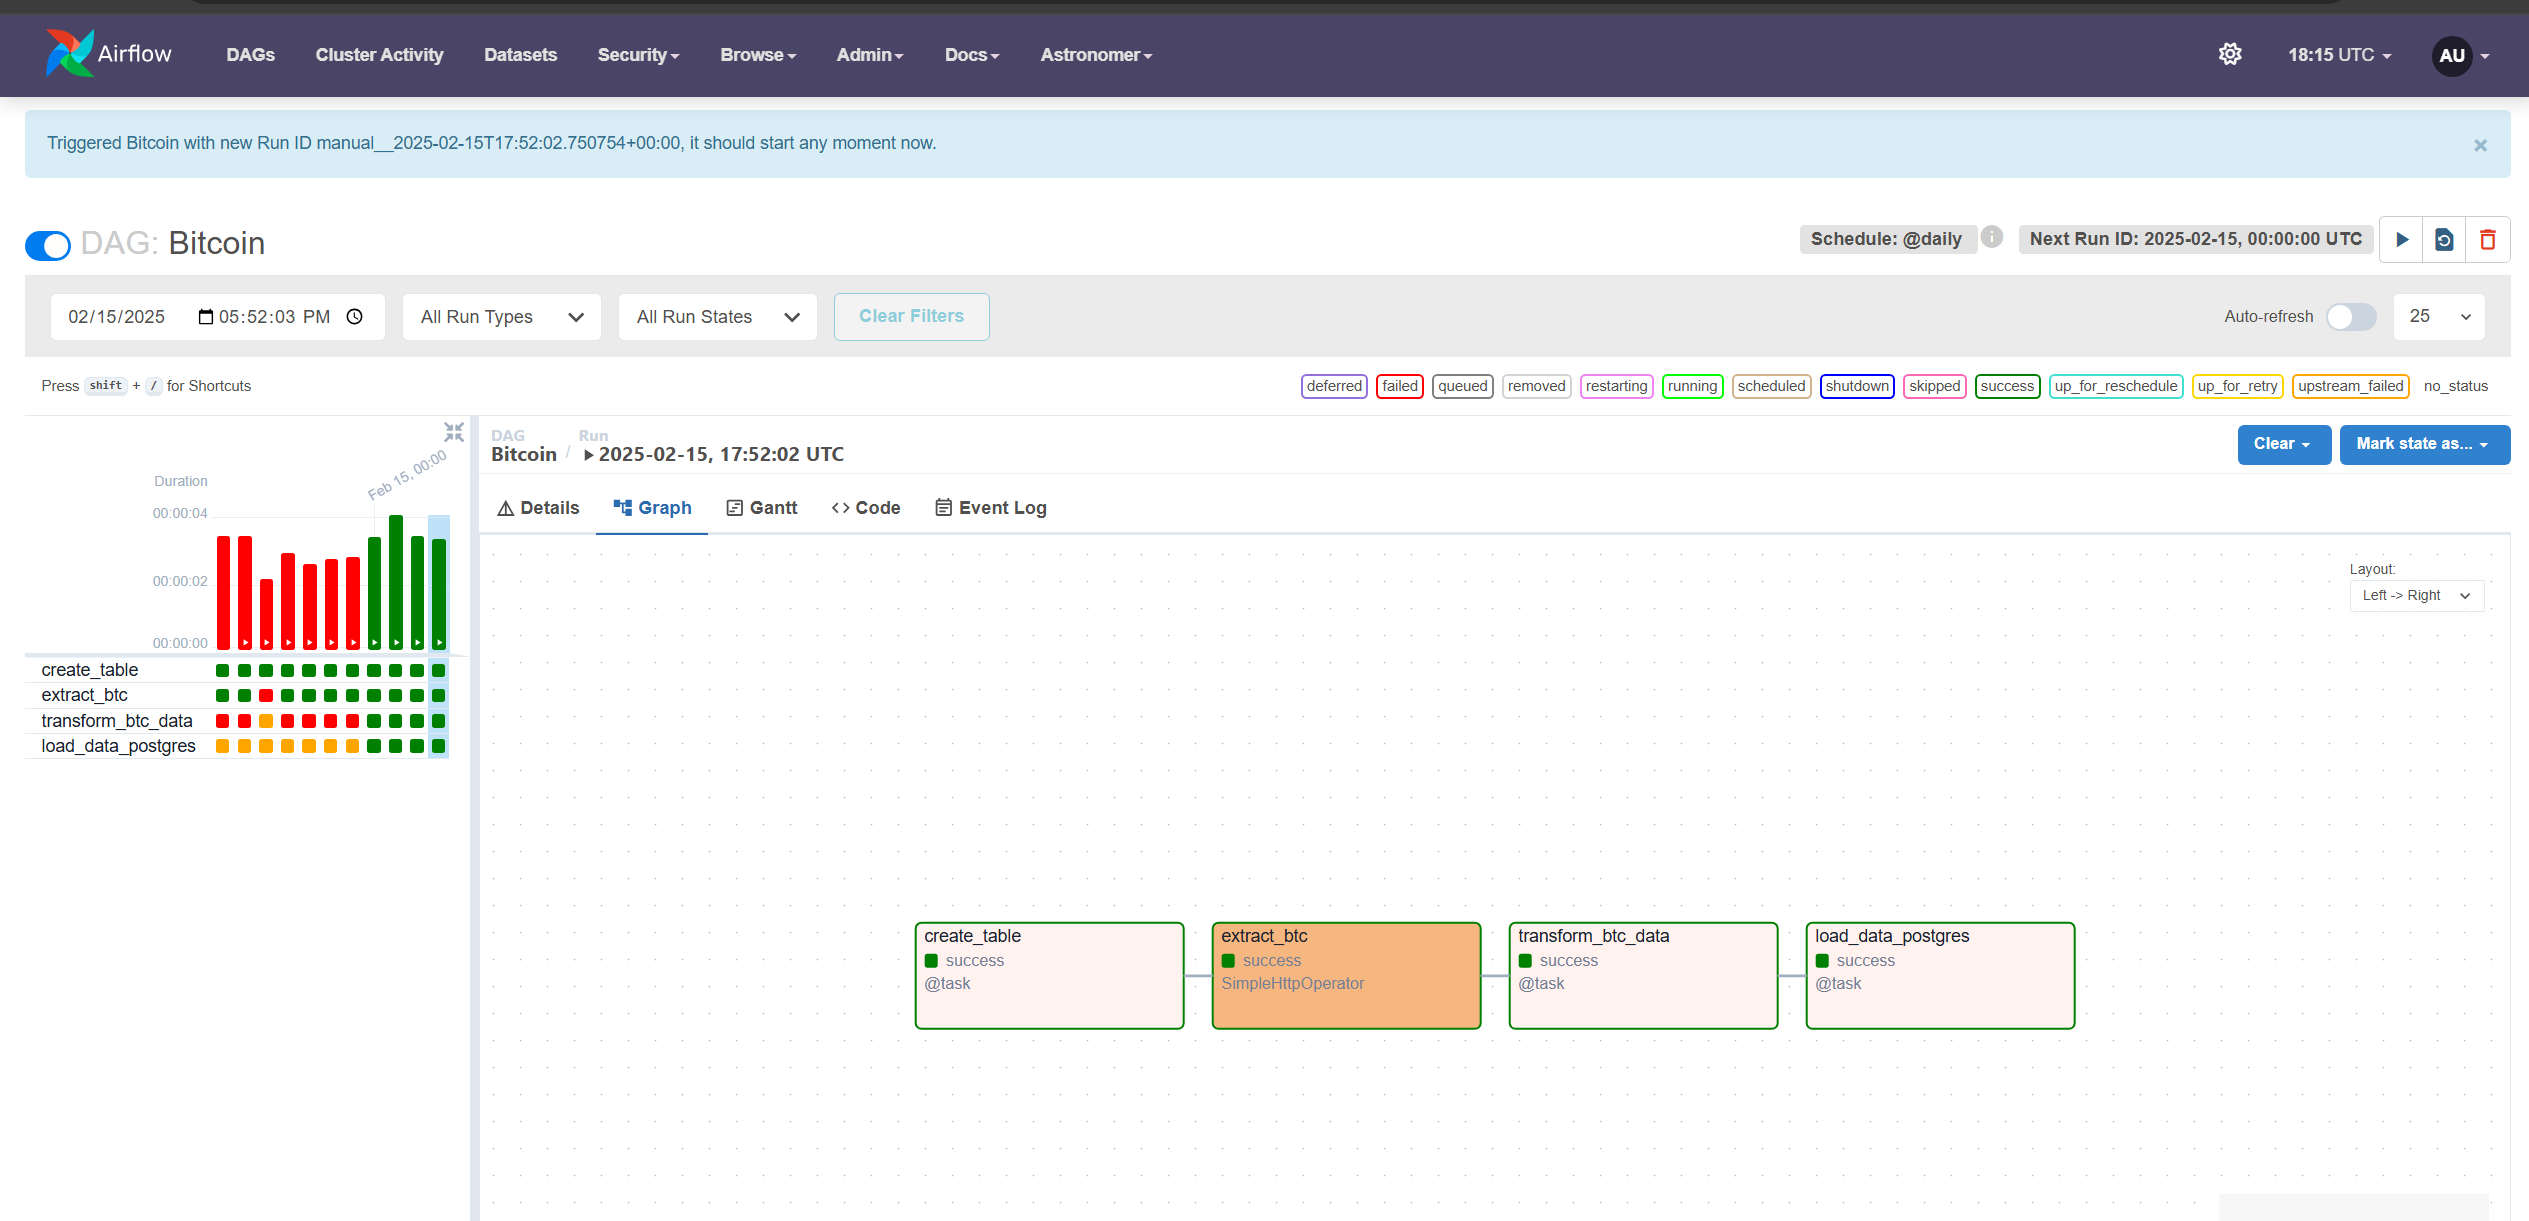 Airflow DAGs Cluster Activity Datasets Security Browse Admin Docs Astronomer 18:15 UTC AU
Triggered Bitcoin with new Run ID manual__2025-02-15T17:52:02.750754+00:00, it should start any moment now. ×
DAG: Bitcoin Schedule: @daily i Next Run ID: 2025-02-15, 00:00:00 UTC
02/15/2025 05:52:03 PM All Run Types All Run States Clear Filters Auto-refresh 25
Press shift + / for Shortcuts deferred failed queued removed restarting running scheduled shutdown skipped success up_for_reschedule up_for_retry upstream_failed no_status
DAG Run
Bitcoin / 2025-02-15, 17:52:02 UTC Clear Mark state as...
Feb 15, 00:00
Duration
00:00:04
00:00:02
00:00:00
create_table
extract_btc
transform_btc_data
load_data_postgres
Details Graph Gantt Code Event Log
Layout:
Left -> Right
create_table
success
@task
extract_btc
success
SimpleHttpOperator
transform_btc_data
success
@task
load_data_postgres
success
@task